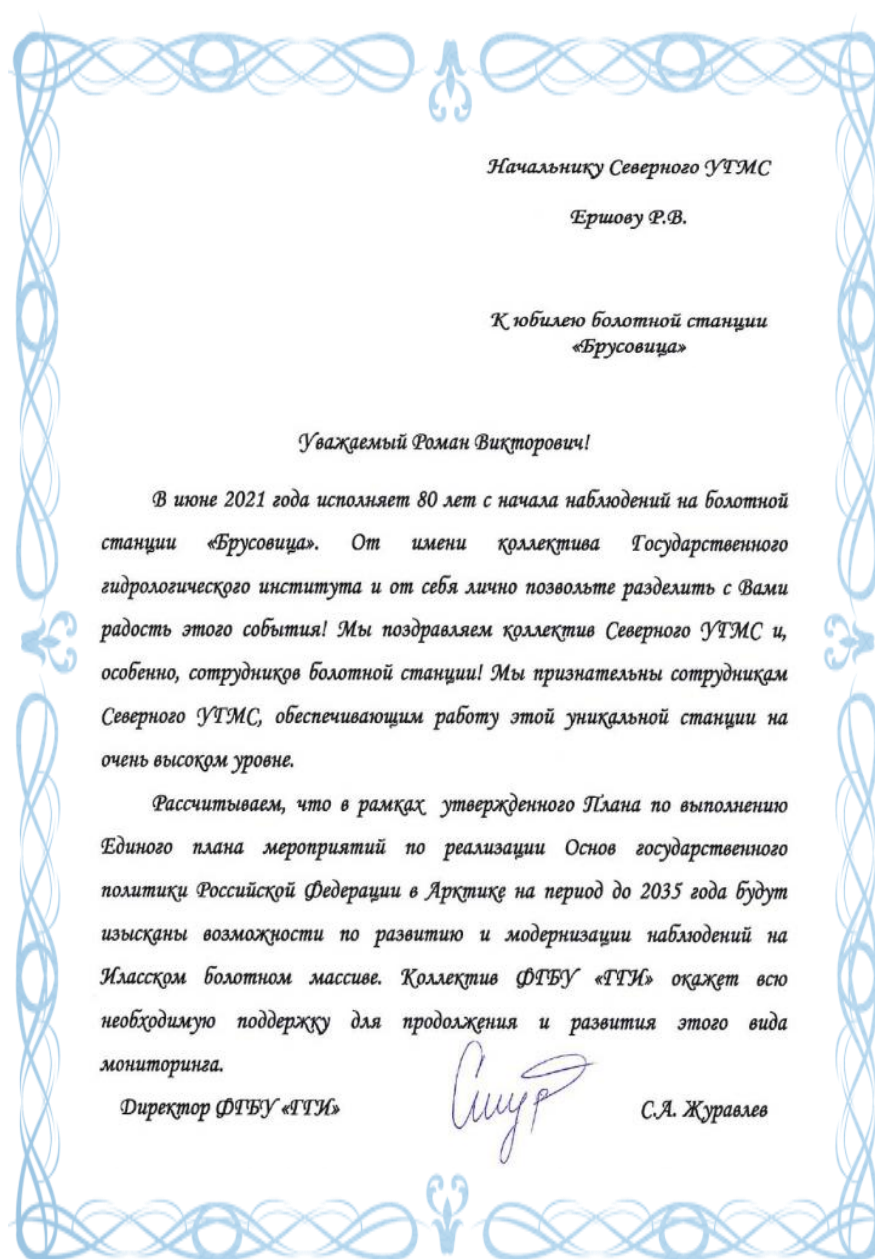 Начальнику Северного УГМС
Ершову Р.В.
К юбилею болотной станции
«Брусовица»
Уважаемый Роман Викторович!
В июне 2021 года исполняет 80 лет с начала наблюдений на болотной
станции «Брусовица». От имени коллектива Государственного
гидрологического института и от себя лично позвольте разделить с Вами
радость этого события! Мы поздравляем коллектив Северного УГМС и,
особенно, сотрудников болотной станции! Мы признательны сотрудникам
Северного УГМС, обеспечивающим работу этой уникальной станции на
очень высоком уровне.
Рассчитываем, что в рамках утвержденного Плана по выполнению
Единого плана мероприятий по реализации Основ государственного
политики Российской Федерации в Арктике на период до 2035 года будут
изысканы возможности по развитию и модернизации наблюдений на
Иласском болотном массиве. Коллектив ФГБУ «ГГИ» окажет всю
необходимую поддержку для продолжения и развития этого вида
мониторинга.
Директор ФГБУ «ГГИ» С.А. Журавлев